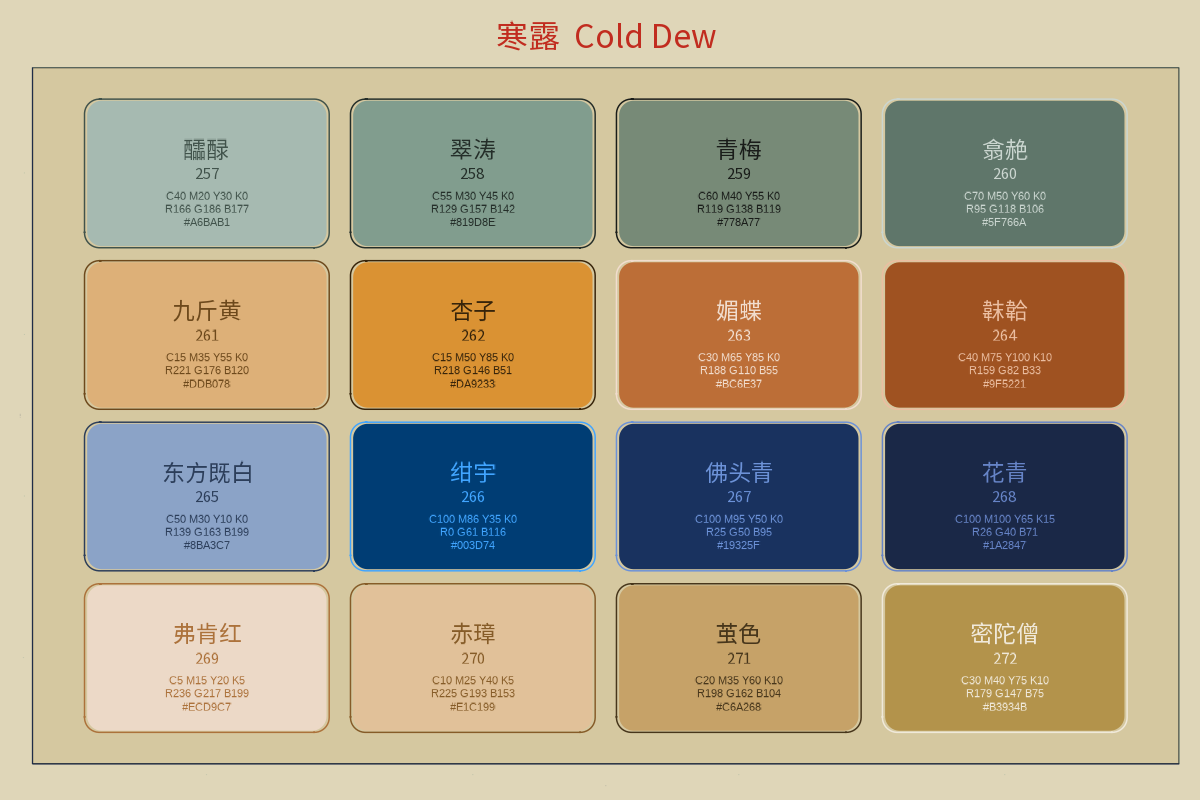 寒露 Cold Dew
醽醁
257
C40 M20 Y30 K0
R166 G186 B177
#A6BAB1
翠涛
258
C55 M30 Y45 K0
R129 G157 B142
#819D8E
青梅
259
C60 M40 Y55 K0
R119 G138 B119
#778A77
翕赩
260
C70 M50 Y60 K0
R95 G118 B106
#5F766A
九斤黄
261
C15 M35 Y55 K0
R221 G176 B120
#DDB078
杏子
262
C15 M50 Y85 K0
R218 G146 B51
#DA9233
媚蝶
263
C30 M65 Y85 K0
R188 G110 B55
#BC6E37
韎韐
264
C40 M75 Y100 K10
R159 G82 B33
#9F5221
东方既白
265
C50 M30 Y10 K0
R139 G163 B199
#8BA3C7
绀宇
266
C100 M86 Y35 K0
R0 G61 B116
#003D74
佛头青
267
C100 M95 Y50 K0
R25 G50 B95
#19325F
花青
268
C100 M100 Y65 K15
R26 G40 B71
#1A2847
弗肯红
269
C5 M15 Y20 K5
R236 G217 B199
#ECD9C7
赤璋
270
C10 M25 Y40 K5
R225 G193 B153
#E1C199
茧色
271
C20 M35 Y60 K10
R198 G162 B104
#C6A268
密陀僧
272
C30 M40 Y75 K10
R179 G147 B75
#B3934B